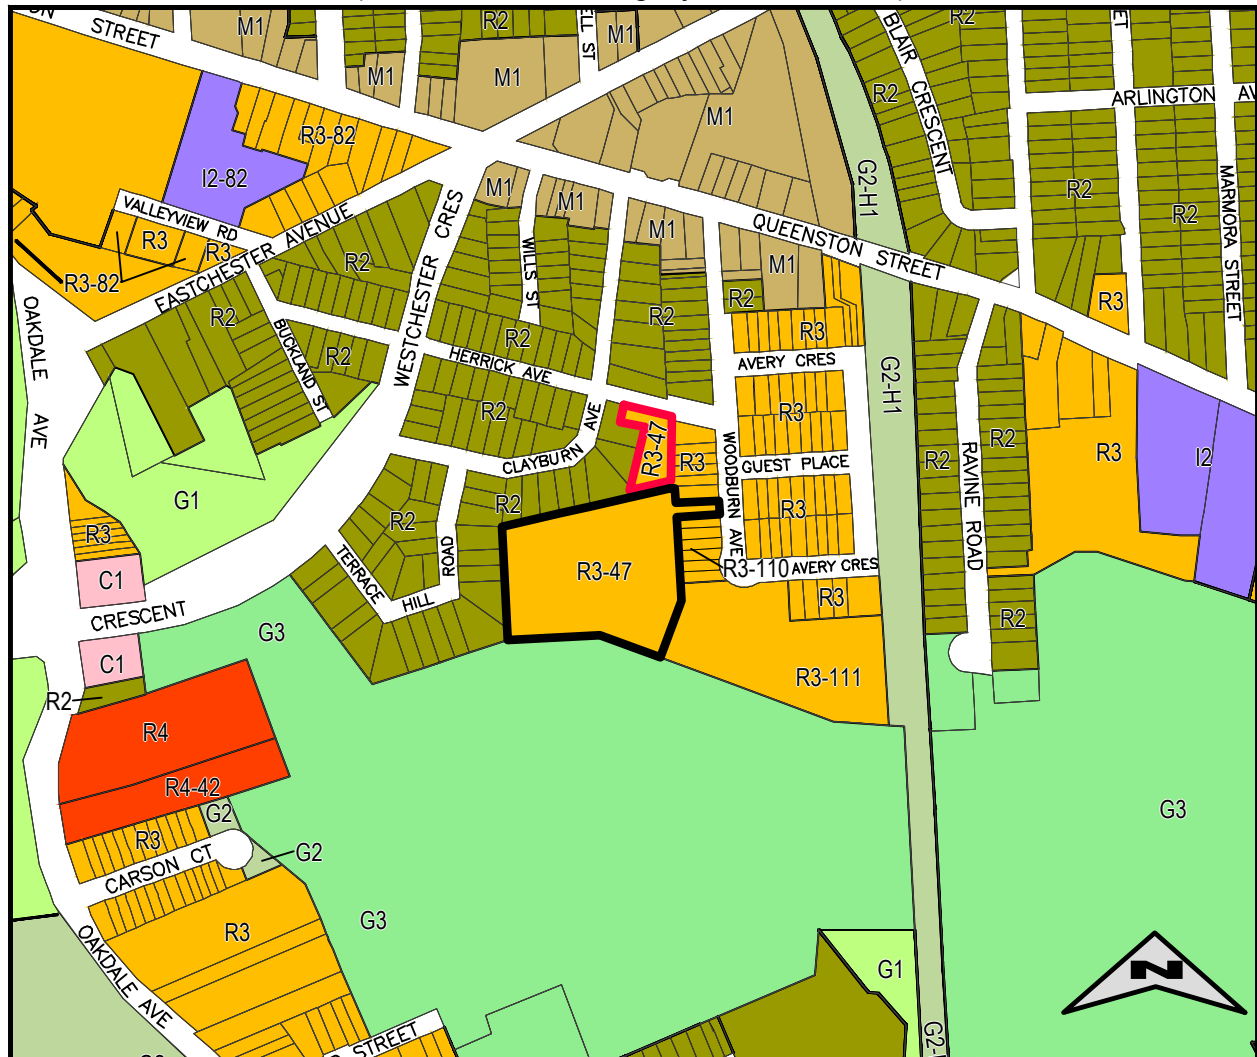 STREET
M1
R2
M1
R2
BLAIR CRESCENT
M1
M1
R2
M1
ARLINGTON
R3-82
I2-82
G2-H1
R2
R2
MARMORA STREET
VALLEYVIEW RD
R3
R3
EASTCHESTER AVENUE
R3-82
R2
R2
WESTCHESTER CRES
M1
M1
WILLS ST
M1
QUEENSTON STREET
M1
R3
OAKDALE AVE
BUCKLAND ST
R2
R2
HERRICK AVE
R2
R2
R3
AVERY CRES
G2-H1
R2
R3
CLAYBURN AVE
R3-47
R3
WOODBURN AVE
GUEST PLACE
R2
R2
RAVINE ROAD
R3
I2
G1
R2
R2
R3
R3
C1
TERRACE HILL ROAD
R3-47
R3-110
AVERY CRES
R3
R2
CRESCENT
G3
C1
R2
R3-111
R4
R4-42
G2
R3
CARSON CT
G2
G3
R3
G3
OAKDALE AVE
G1
N
STREET